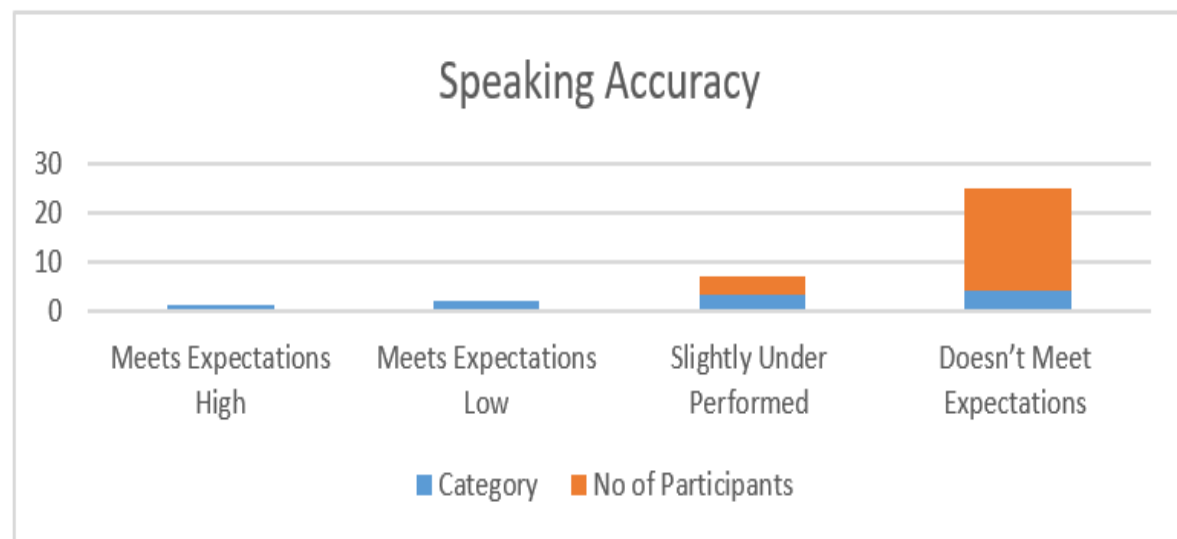 Speaking Accuracy
30
20
10
0
Meets Expectations High
Meets Expectations Low
Slightly Under Performed
Doesn’t Meet Expectations
Category
No of Participants